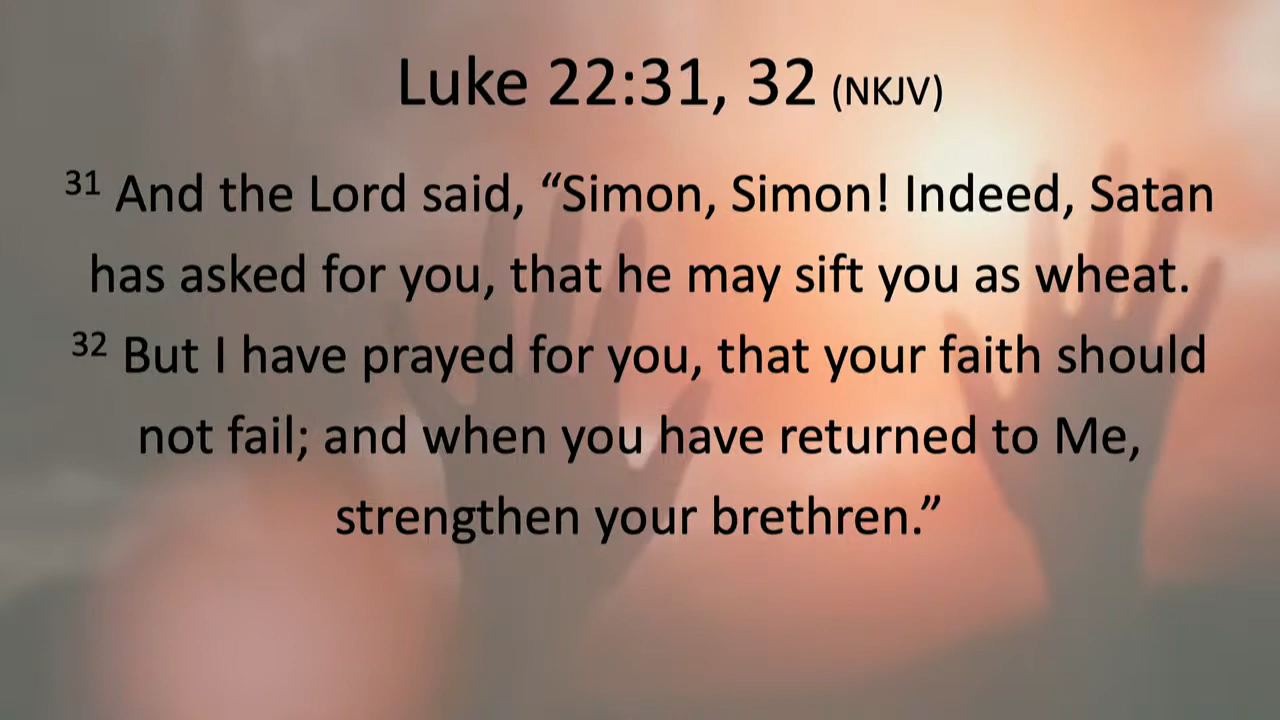 Luke 22:31, 32 (NKJV)
31 And the Lord said, “Simon, Simon! Indeed, Satan
has asked for you, that he may sift you as wheat.
32 But I have prayed for you, that your faith should
not fail; and when you have returned to Me,
strengthen your brethren.”